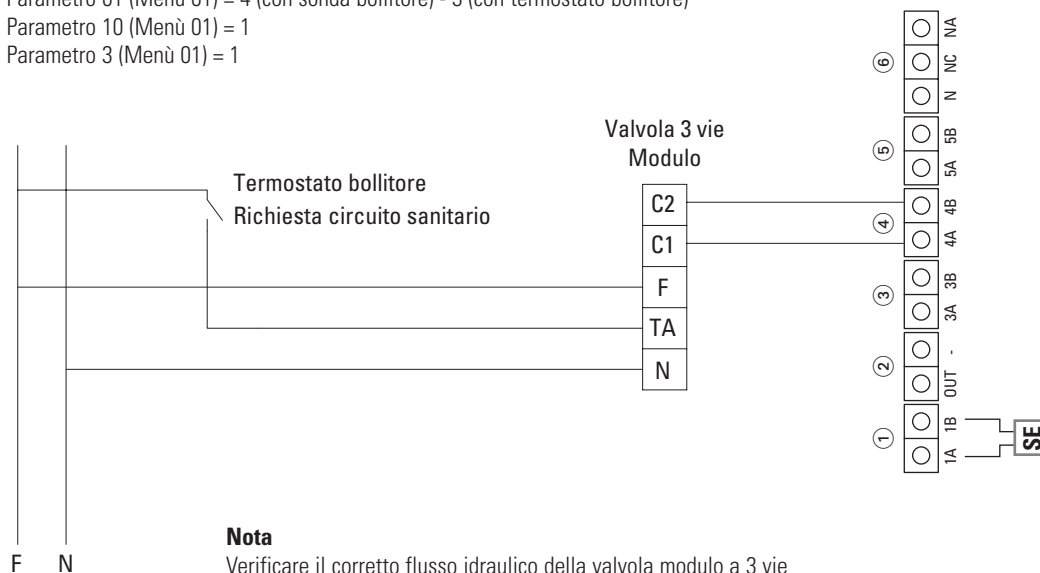 Parametro 01 (Menù 01) = 4 (con sonda bollitore) - 5 (con termostato bollitore)
Parametro 10 (Menù 01) = 1
Parametro 3 (Menù 01) = 1
Valvola 3 vie
Modulo
Termostato bollitore
Richiesta circuito sanitario
C2
C1
F
TA
N
6
NA
NC
N
5
5B
5A
4
4B
4A
3
3B
3A
2
-
OUT
1
1B
1A
SE
F N
Nota
Verificare il corretto flusso idraulico della valvola modulo a 3 vie